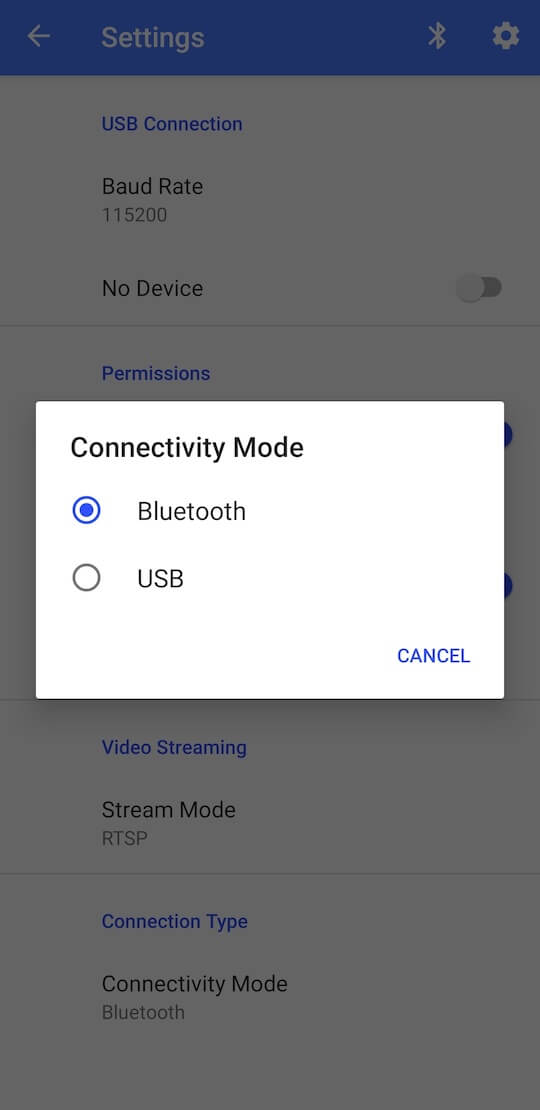 Settings
USB Connection
Baud Rate
115200
No Device
Permissions
Connectivity Mode
Bluetooth
USB
CANCEL
Video Streaming
Stream Mode
RTSP
Connection Type
Connectivity Mode
Bluetooth